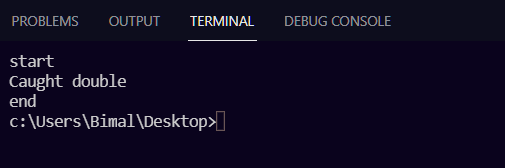 PROBLEMS OUTPUT TERMINAL DEBUG CONSOLE
start
Caught double
end
c:\Users\Bimal\Desktop>